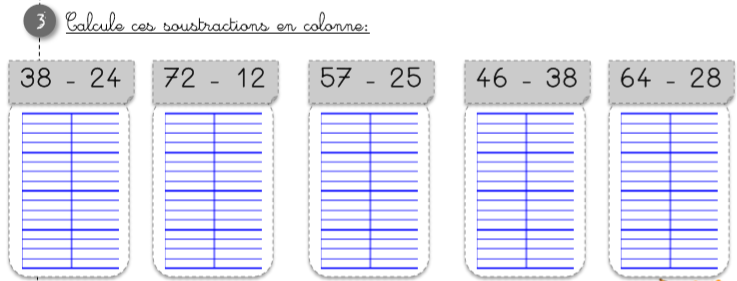 3 Calcule ces soustractions en colonne:
38 - 24 72 - 12 57 - 25 46 - 38 64 - 28